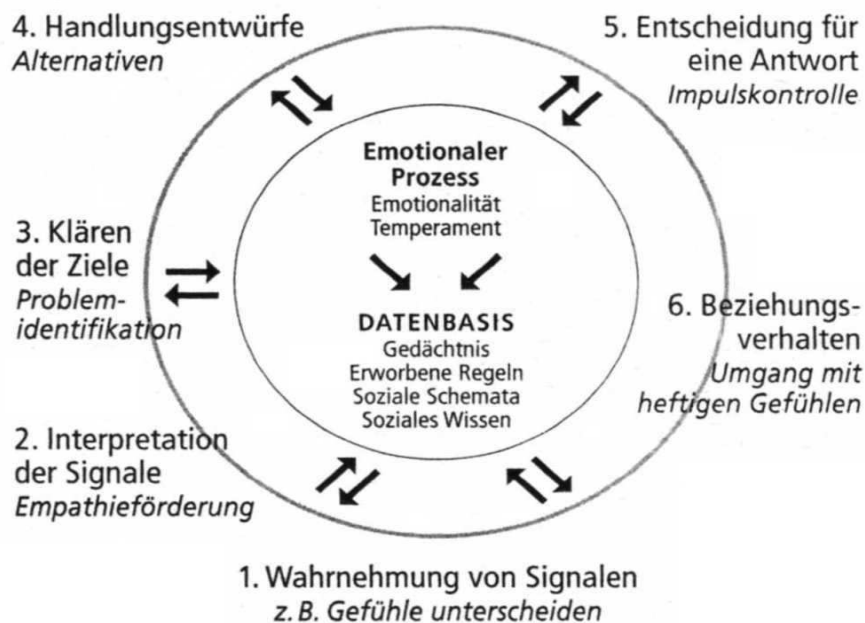 4. Handlungsentwürfe
Alternativen
5. Entscheidung für
eine Antwort
Impulskontrolle
Emotionaler
Prozess
Emotionalität
Temperament
3. Klären
der Ziele
Problem-
identifikation
DATENBASIS
Gedächtnis
Erworbene Regeln
Soziale Schemata
Soziales Wissen
6. Beziehungs-
verhalten
Umgang mit
heftigen Gefühlen
2. Interpretation
der Signale
Empathieförderung
1. Wahrnehmung von Signalen
z. B. Gefühle unterscheiden